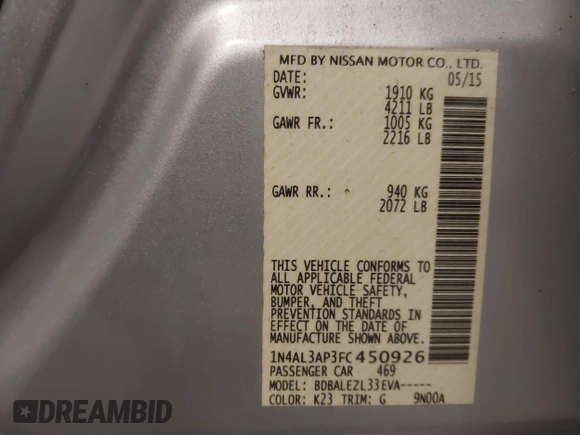 MFD BY NISSAN MOTOR CO., LTD.
DATE: 05/15
GVWR: 1910 KG
4211 LB
GAWR FR.: 1005 KG
2216 LB
GAWR RR.: 940 KG
2072 LB
THIS VEHICLE CONFORMS TO
ALL APPLICABLE FEDERAL
MOTOR VEHICLE SAFETY,
BUMPER, AND THEFT
PREVENTION STANDARDS IN
EFFECT ON THE DATE OF
MANUFACTURE SHOWN ABOVE.
1N4AL3AP3FC450926
PASSENGER CAR 469
MODEL: BDBALEZL33EVA-----
COLOR: K23 TRIM: G 9N00A
DREAMBID